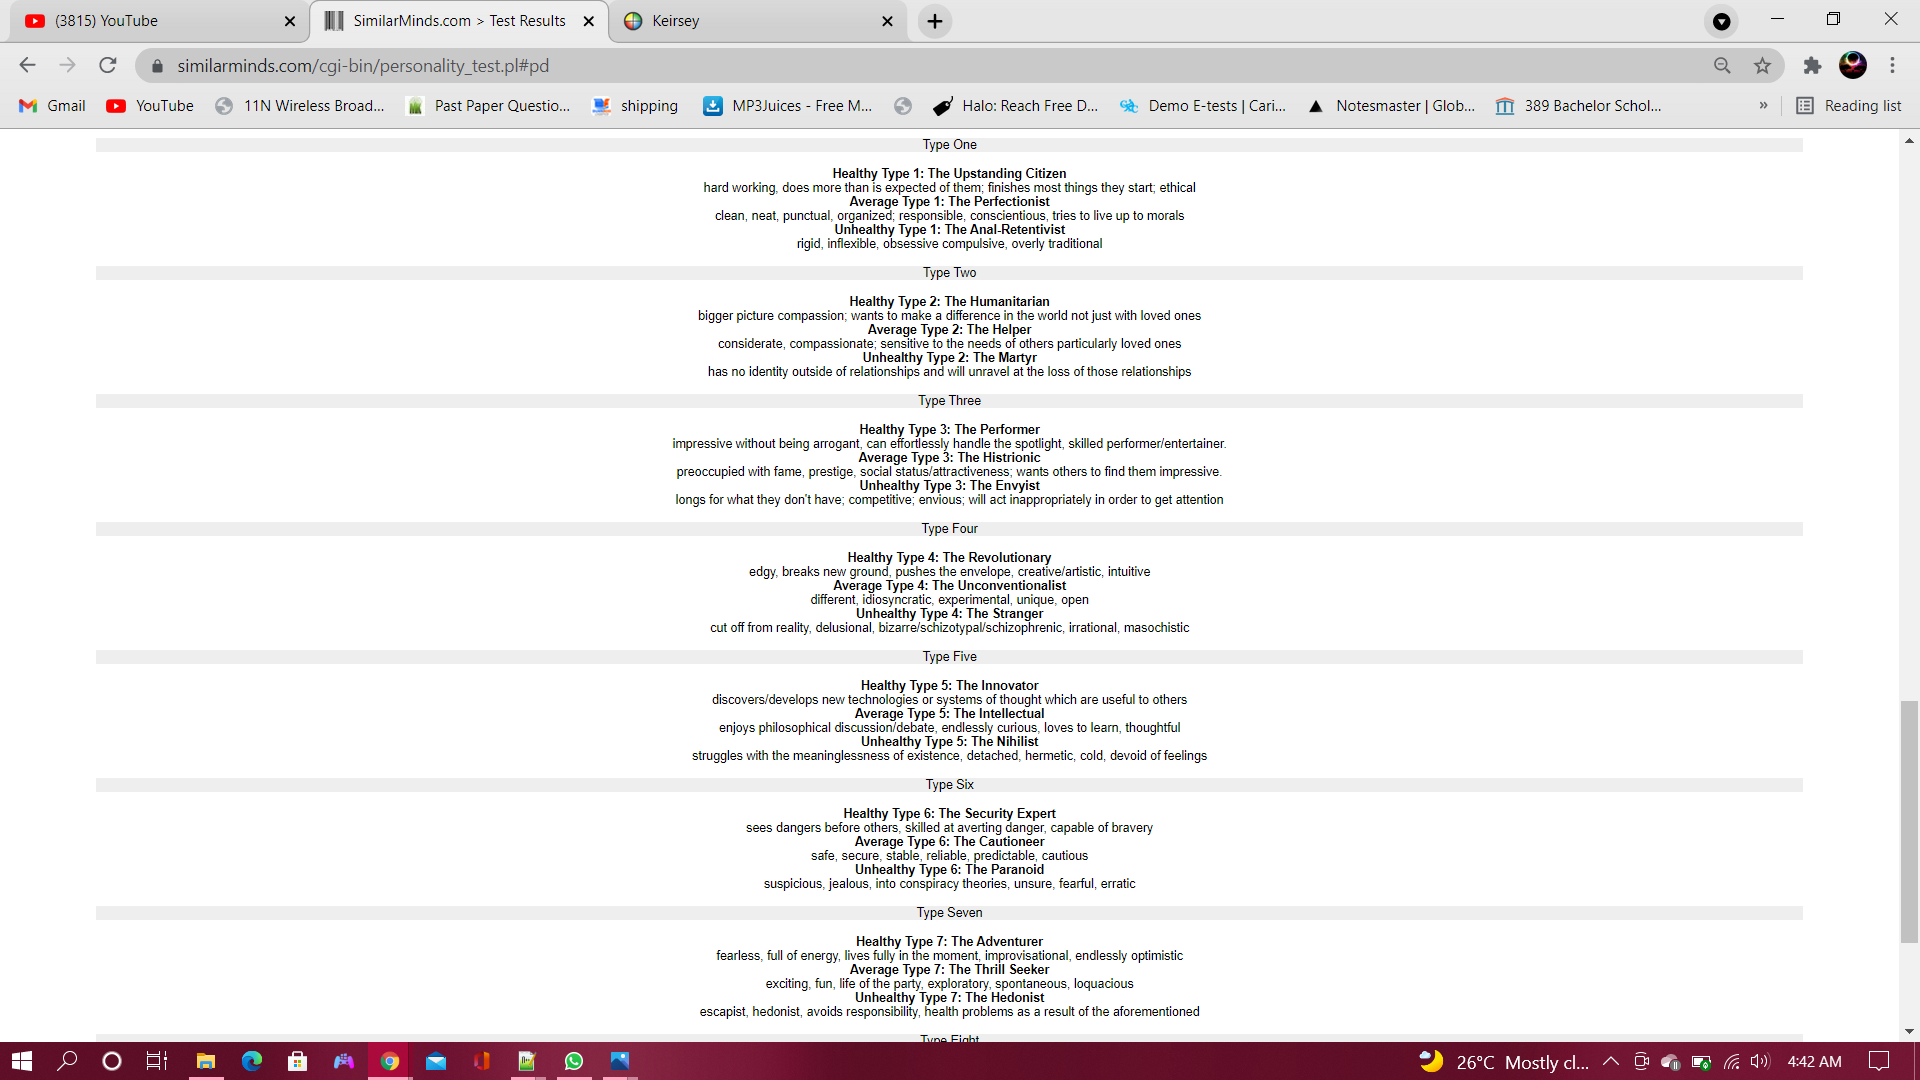 (3815) YouTube
SimilarMinds.com > Test Results
Keirsey
similarminds.com/cgi-bin/personality_test.pl#pd
Gmail
YouTube
11N Wireless Broad...
Past Paper Questio...
shipping
MP3Juices - Free M...
Halo: Reach Free D...
Demo E-tests | Cari...
Notesmaster | Glob...
389 Bachelor Schol...
»
Reading list
Type One
Healthy Type 1: The Upstanding Citizen
hard working, does more than is expected of them; finishes most things they start; ethical
Average Type 1: The Perfectionist
clean, neat, punctual, organized; responsible, conscientious, tries to live up to morals
Unhealthy Type 1: The Anal-Retentivist
rigid, inflexible, obsessive compulsive, overly traditional
Type Two
Healthy Type 2: The Humanitarian
bigger picture compassion; wants to make a difference in the world not just with loved ones
Average Type 2: The Helper
considerate, compassionate; sensitive to the needs of others particularly loved ones
Unhealthy Type 2: The Martyr
has no identity outside of relationships and will unravel at the loss of those relationships
Type Three
Healthy Type 3: The Performer
impressive without being arrogant, can effortlessly handle the spotlight, skilled performer/entertainer.
Average Type 3: The Histrionic
preoccupied with fame, prestige, social status/attractiveness; wants others to find them impressive.
Unhealthy Type 3: The Envyist
longs for what they don't have; competitive; envious; will act inappropriately in order to get attention
Type Four
Healthy Type 4: The Revolutionary
edgy, breaks new ground, pushes the envelope, creative/artistic, intuitive
Average Type 4: The Unconventionalist
different, idiosyncratic, experimental, unique, open
Unhealthy Type 4: The Stranger
cut off from reality, delusional, bizarre/schizotypal/schizophrenic, irrational, masochistic
Type Five
Healthy Type 5: The Innovator
discovers/develops new technologies or systems of thought which are useful to others
Average Type 5: The Intellectual
enjoys philosophical discussion/debate, endlessly curious, loves to learn, thoughtful
Unhealthy Type 5: The Nihilist
struggles with the meaninglessness of existence, detached, hermetic, cold, devoid of feelings
Type Six
Healthy Type 6: The Security Expert
sees dangers before others, skilled at averting danger, capable of bravery
Average Type 6: The Cautioneer
safe, secure, stable, reliable, predictable, cautious
Unhealthy Type 6: The Paranoid
suspicious, jealous, into conspiracy theories, unsure, fearful, erratic
Type Seven
Healthy Type 7: The Adventurer
fearless, full of energy, lives fully in the moment, improvisational, endlessly optimistic
Average Type 7: The Thrill Seeker
exciting, fun, life of the party, exploratory, spontaneous, loquacious
Unhealthy Type 7: The Hedonist
escapist, hedonist, avoids responsibility, health problems as a result of the aforementioned
Type Eight
26°C Mostly cl...
4:42 AM